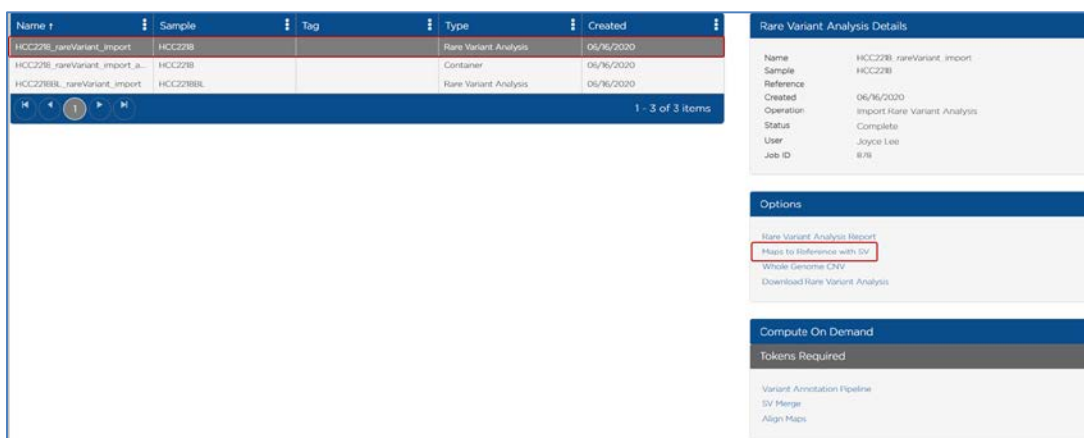 Name ↑ Sample Tag Type Created
HCC2218_rareVariant_import HCC2218 Rare Variant Analysis 06/16/2020
HCC2218_rareVariant_import_a... HCC2218 Container 06/16/2020
HCC2218BL_rareVariant_import HCC2218BL Rare Variant Analysis 06/16/2020
1 1 - 3 of 3 items
Rare Variant Analysis Details
Name HCC2218_rareVariant_import
Sample HCC2218
Reference
Created 06/16/2020
Operation Import Rare Variant Analysis
Status Complete
User Joyce Lee
Job ID
Options
Rare Variant Analysis Report
Maps to Reference with SV
Whole Genome CNV
Download Rare Variant Analysis
Compute On Demand
Tokens Required
Variant Annotation Pipeline
SV Merge
Align Maps